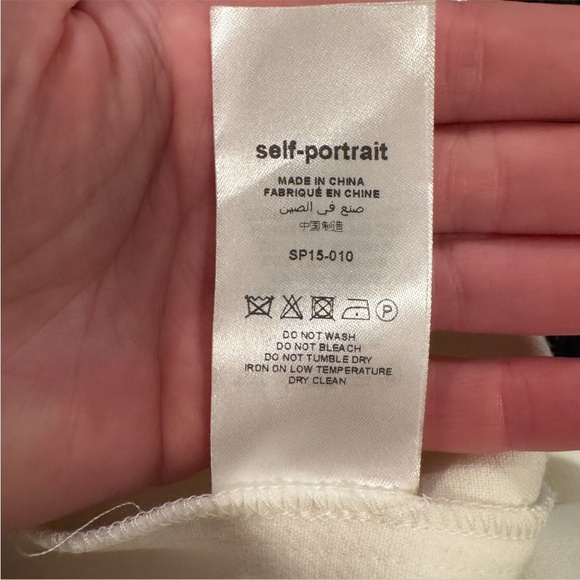 self-portrait
MADE IN CHINA
FABRIQUÉ EN CHINE
صنع في الصين
中国制造
SP15-010
P
DO NOT WASH
DO NOT BLEACH
DO NOT TUMBLE DRY
IRON ON LOW TEMPERATURE
DRY CLEAN